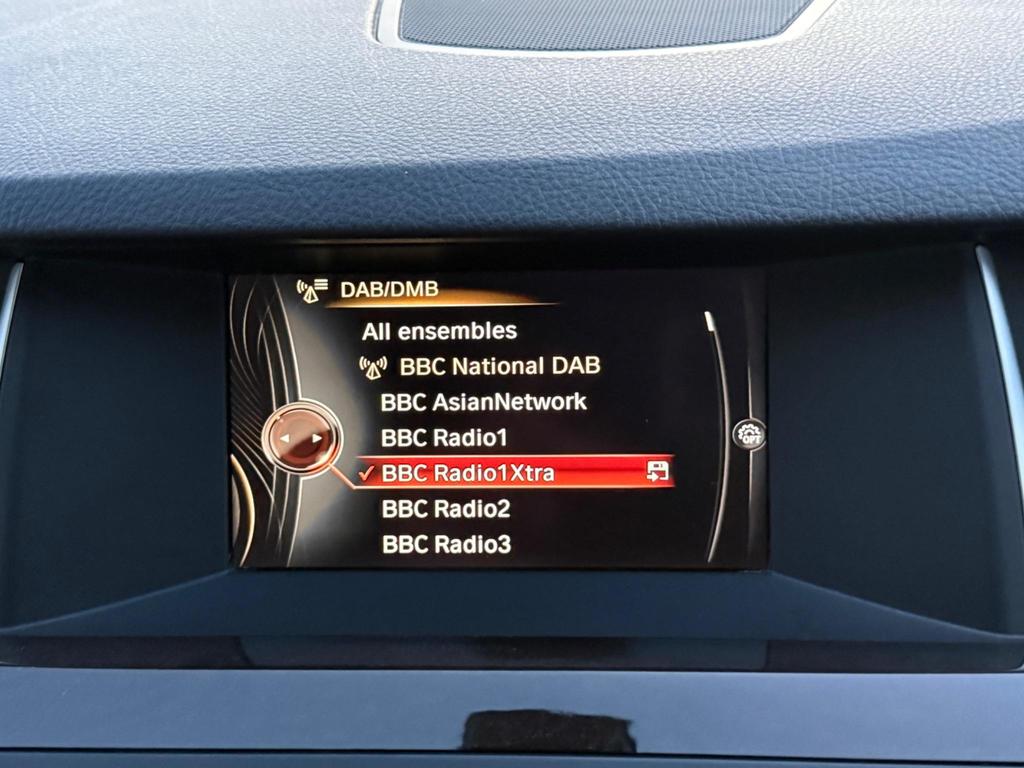 DAB/DMB
All ensembles
BBC National DAB
BBC AsianNetwork
BBC Radio1
✓ BBC Radio1Xtra
OPT
BBC Radio2
BBC Radio3